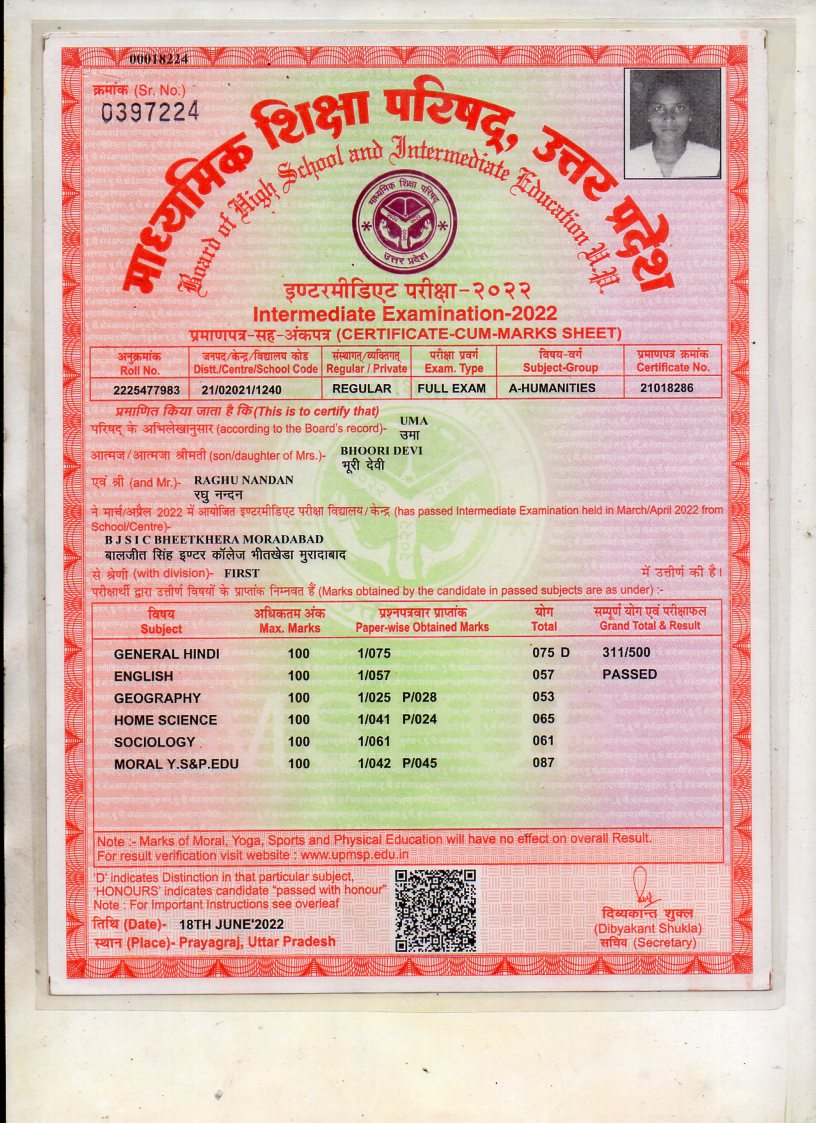 00018224
क्रमांक (Sr. No.)
0397224
माध्यमिक शिक्षा परिषद्, उत्तर प्रदेश
Board of High School and Intermediate Education U.P.
माध्यमिक शिक्षा परिषद
उत्तर प्रदेश
इण्टरमीडिएट परीक्षा-२०२२
Intermediate Examination-2022
प्रमाणपत्र-सह-अंकपत्र (CERTIFICATE-CUM-MARKS SHEET)
अनुक्रमांक जनपद/केन्द्र/विद्यालय कोड संस्थागत/व्यक्तिगत परीक्षा प्रवर्ग विषय-वर्ग प्रमाणपत्र क्रमांक
Roll No. Distt./Centre/School Code Regular / Private Exam. Type Subject-Group Certificate No.
2225477983 21/02021/1240 REGULAR FULL EXAM A-HUMANITIES 21018286
प्रमाणित किया जाता है कि (This is to certify that)
UMA
परिषद् के अभिलेखानुसार (according to the Board's record)-
उमा
BHOORI DEVI
आत्मज/आत्मजा श्रीमती (son/daughter of Mrs.)-
भूरी देवी
एवं श्री (and Mr.)- RAGHU NANDAN
रघु नन्दन
ने मार्च/अप्रैल 2022 में आयोजित इण्टरमीडिएट परीक्षा विद्यालय/केन्द्र (has passed Intermediate Examination held in March/April 2022 from
School/Centre)-
B J S I C BHEETKHERA MORADABAD
बालजीत सिंह इण्टर कॉलेज भीतखेडा मुरादाबाद
से श्रेणी (with division)- FIRST में उत्तीर्ण की है।
परीक्षार्थी द्वारा उत्तीर्ण विषयों के प्राप्तांक निम्नवत हैं (Marks obtained by the candidate in passed subjects are as under) :-
विषय अधिकतम अंक प्रश्नपत्रवार प्राप्तांक योग सम्पूर्ण योग एवं परीक्षाफल
Subject Max. Marks Paper-wise Obtained Marks Total Grand Total & Result
GENERAL HINDI 100 1/075 075 D 311/500
ENGLISH 100 1/057 057 PASSED
GEOGRAPHY 100 1/025 P/028 053
HOME SCIENCE 100 1/041 P/024 065
SOCIOLOGY 100 1/061 061
MORAL Y.S&P.EDU 100 1/042 P/045 087
Note :- Marks of Moral, Yoga, Sports and Physical Education will have no effect on overall Result.
For result verification visit website : www.upmsp.edu.in
'D' indicates Distinction in that particular subject,
'HONOURS' indicates candidate "passed with honour"
Note : For Important Instructions see overleaf
तिथि (Date)- 18TH JUNE'2022
स्थान (Place)- Prayagraj, Uttar Pradesh
दिव्यकान्त शुक्ल
(Dibyakant Shukla)
सचिव (Secretary)